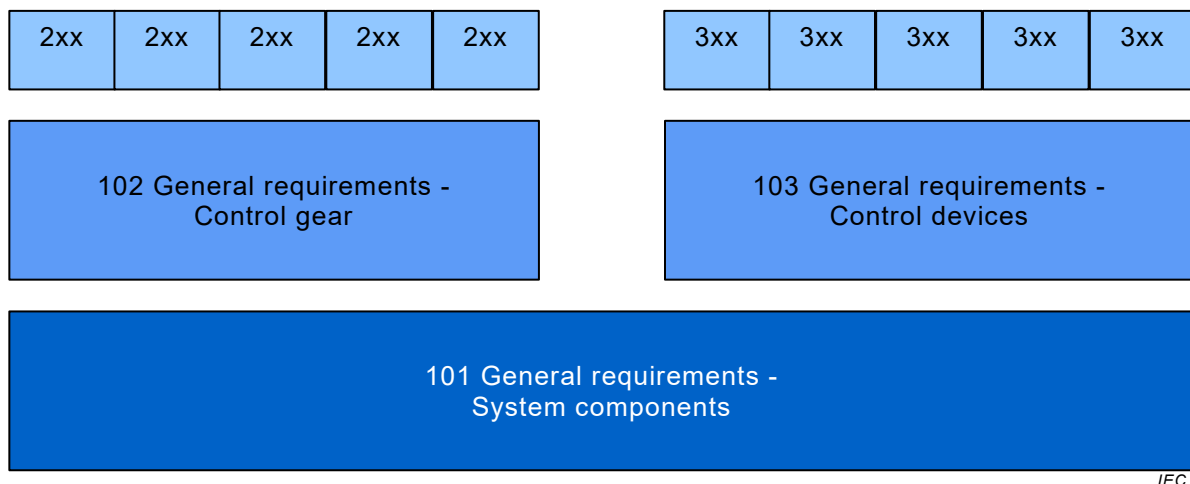 2xx 2xx 2xx 2xx 2xx 3xx 3xx 3xx 3xx 3xx
102 General requirements -
Control gear
103 General requirements -
Control devices
101 General requirements -
System components
IEC